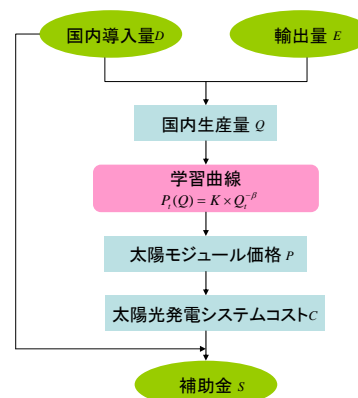 国内導入量D
輸出量 E
国内生産量 Q
学習曲線
P_t(Q) = K × Q_t^{-β}
太陽モジュール価格 P
太陽光発電システムコストC
補助金 S